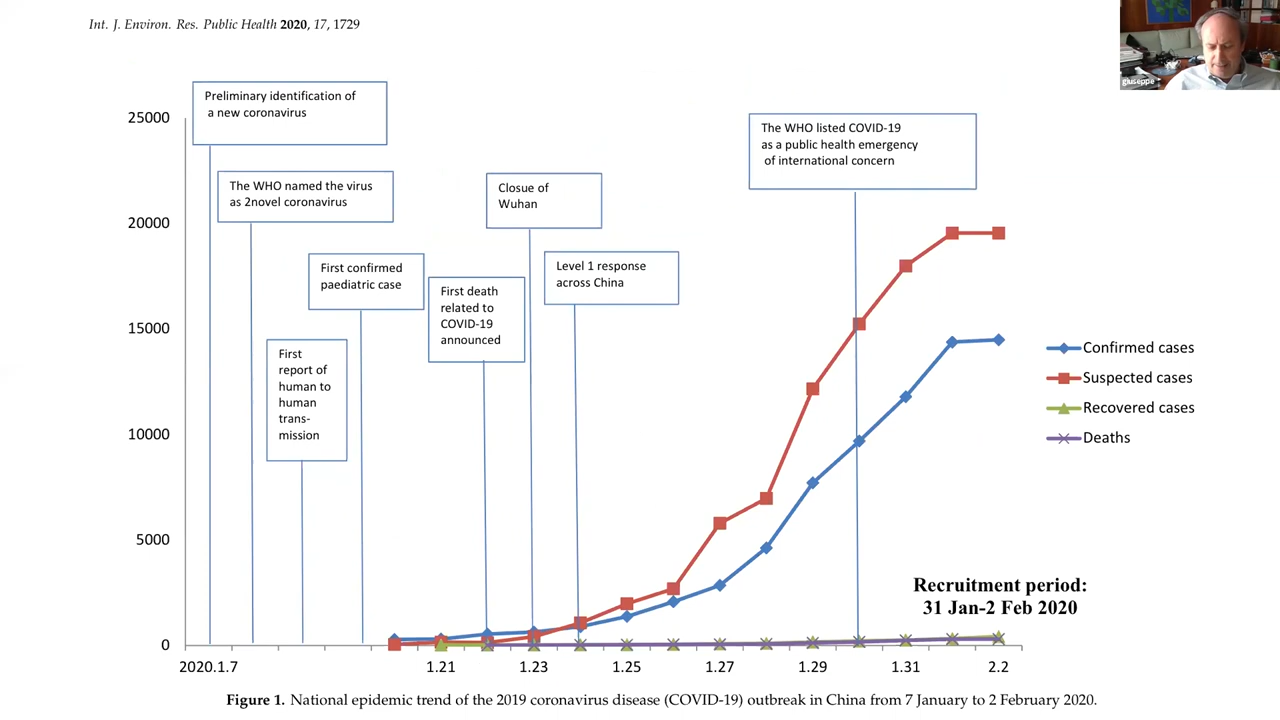 Int. J. Environ. Res. Public Health 2020, 17, 1729
giuseppe
Preliminary identification of
a new coronavirus
25000
The WHO listed COVID-19
as a public health emergency
of international concern
The WHO named the virus
as 2novel coronavirus
Closue of
Wuhan
20000
First confirmed
paediatric case
Level 1 response
across China
First death
related to
COVID-19
announced
15000
First
report of
human to
human
trans-
mission
Confirmed cases
Suspected cases
Recovered cases
Deaths
10000
5000
Recruitment period:
31 Jan-2 Feb 2020
0
2020.1.7 1.21 1.23 1.25 1.27 1.29 1.31 2.2
Figure 1. National epidemic trend of the 2019 coronavirus disease (COVID-19) outbreak in China from 7 January to 2 February 2020.